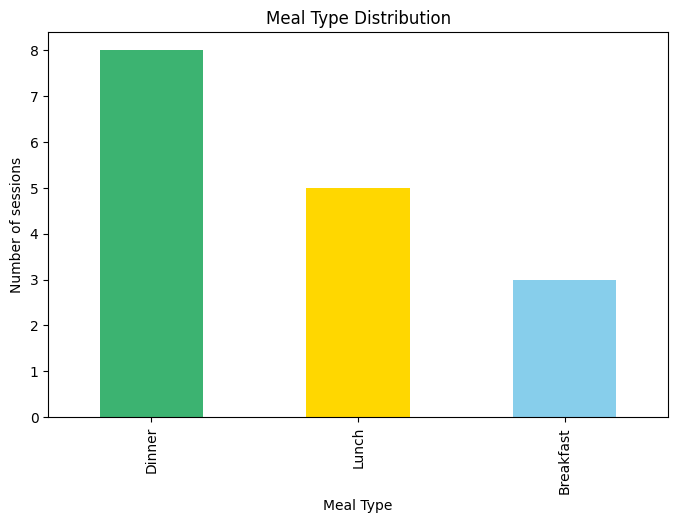 Meal Type Distribution
8
7
6
5
4
3
2
1
0
Number of sessions
Dinner
Lunch
Breakfast
Meal Type